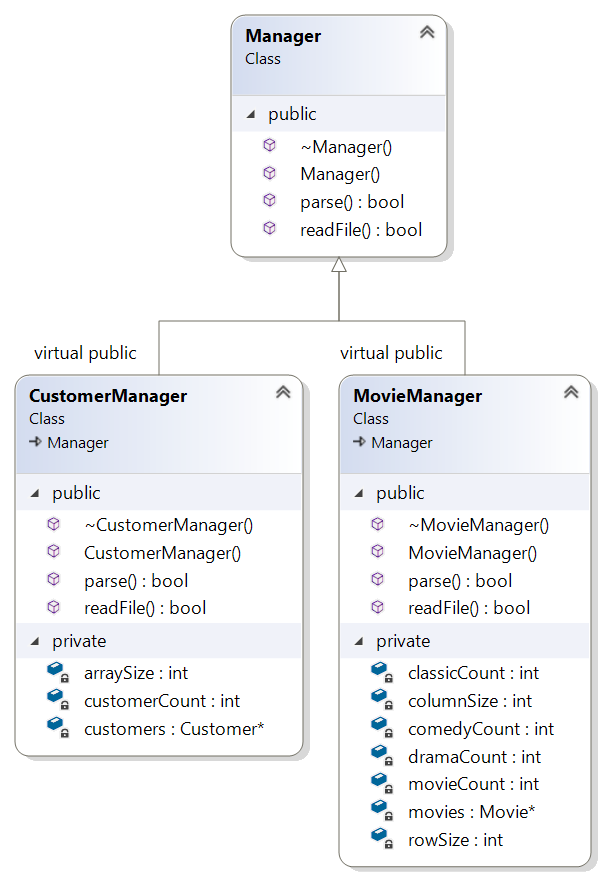 Manager
Class
public
~Manager()
Manager()
parse() : bool
readFile() : bool
virtual public
virtual public
CustomerManager
Class
Manager
public
~CustomerManager()
CustomerManager()
parse() : bool
readFile() : bool
private
arraySize : int
customerCount : int
customers : Customer*
MovieManager
Class
Manager
public
~MovieManager()
MovieManager()
parse() : bool
readFile() : bool
private
classicCount : int
columnSize : int
comedyCount : int
dramaCount : int
movieCount : int
movies : Movie*
rowSize : int